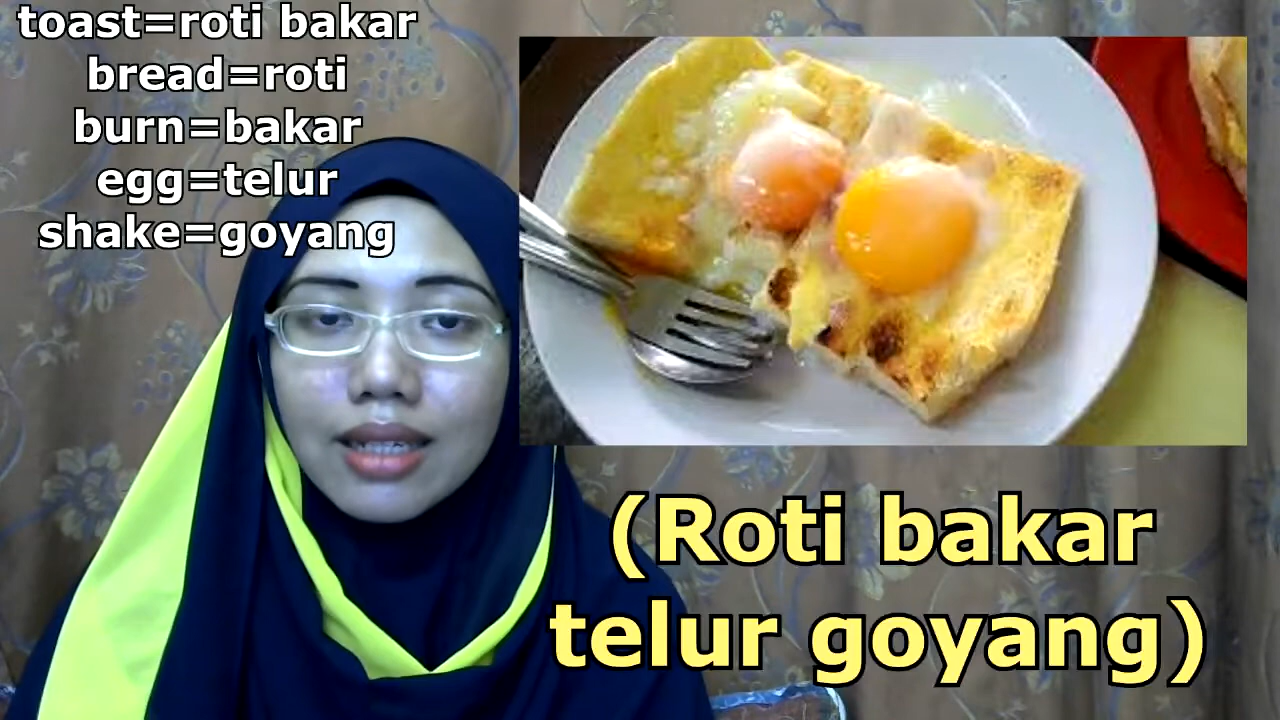 toast=roti bakar
bread=roti
burn=bakar
egg=telur
shake=goyang
(Roti bakar
telur goyang)